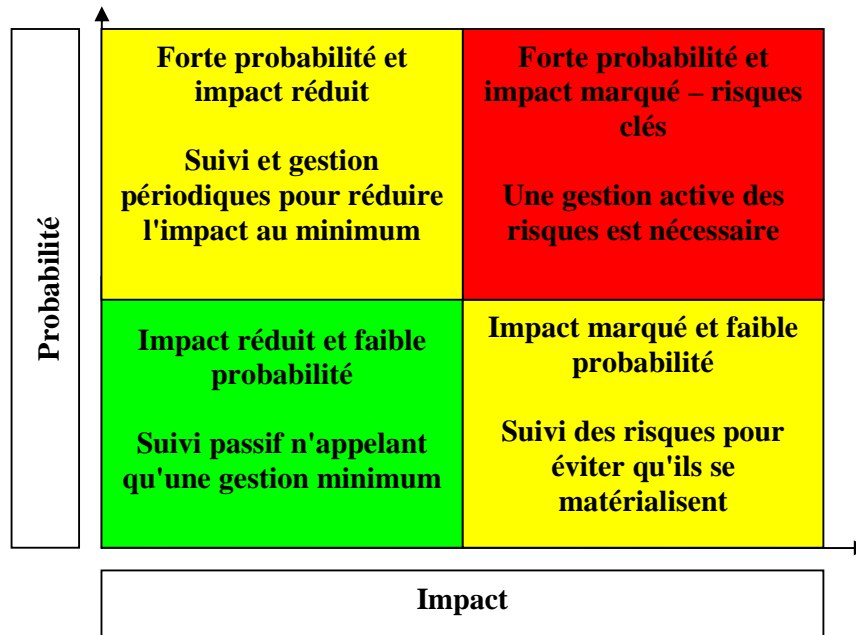 Probabilité
Forte probabilité et
impact réduit
Suivi et gestion
périodiques pour réduire
l'impact au minimum
Forte probabilité et
impact marqué – risques
clés
Une gestion active des
risques est nécessaire
Impact réduit et faible
probabilité
Suivi passif n'appelant
qu'une gestion minimum
Impact marqué et faible
probabilité
Suivi des risques pour
éviter qu'ils se
matérialisent
Impact